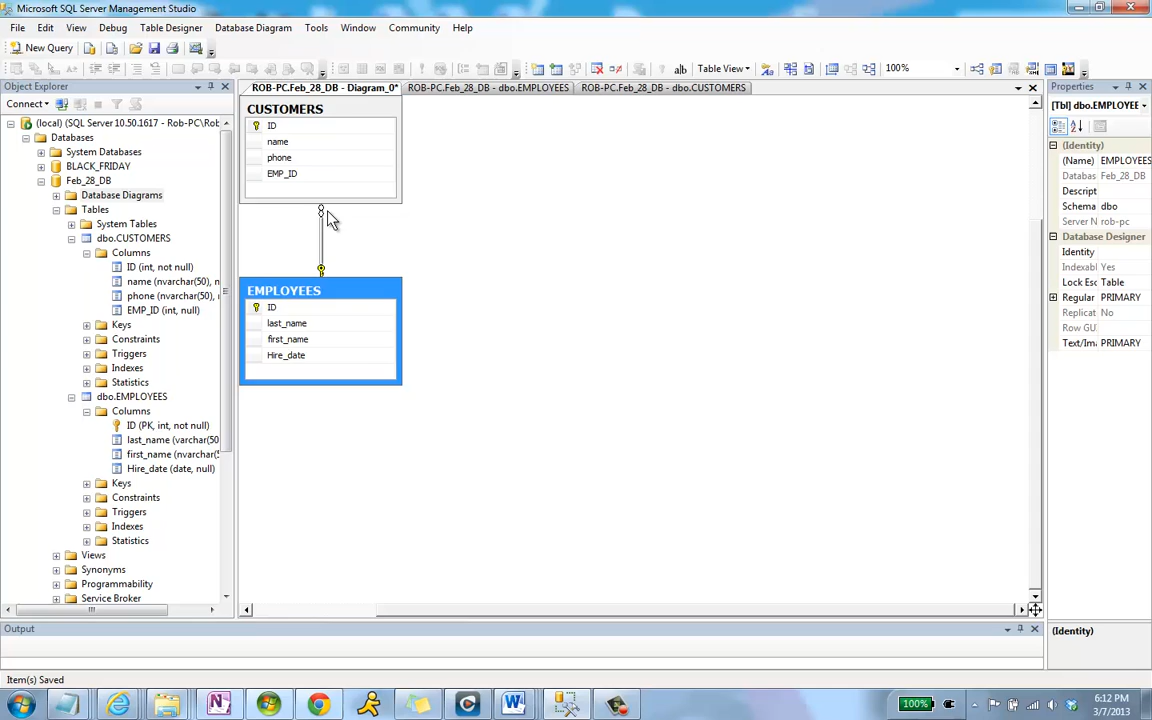 Microsoft SQL Server Management Studio
File Edit View Debug Table Designer Database Diagram Tools Window Community Help
New Query
Table View 100%
Object Explorer
ROB-PC.Feb_28_DB - Diagram_0* ROB-PC.Feb_28_DB - dbo.EMPLOYEES ROB-PC.Feb_28_DB - dbo.CUSTOMERS
Properties
Connect
(local) (SQL Server 10.50.1617 - Rob-PC\Rob
Databases
System Databases
BLACK_FRIDAY
Feb_28_DB
Database Diagrams
Tables
System Tables
dbo.CUSTOMERS
Columns
ID (int, not null)
name (nvarchar(50), n
phone (nvarchar(50),
EMP_ID (int, null)
Keys
Constraints
Triggers
Indexes
Statistics
dbo.EMPLOYEES
Columns
ID (PK, int, not null)
last_name (varchar(50
first_name (nvarchar(5
Hire_date (date, null)
Keys
Constraints
Triggers
Indexes
Statistics
Views
Synonyms
Programmability
Service Broker
CUSTOMERS
ID
name
phone
EMP_ID
EMPLOYEES
ID
last_name
first_name
Hire_date
[Tbl] dbo.EMPLOYEE
(Identity)
(Name) EMPLOYEES
Databas Feb_28_DB
Descript
Schema dbo
Server N rob-pc
Database Designer
Identity
Indexabl Yes
Lock Esc Table
Regular PRIMARY
Replicat No
Row GU
Text/Ima PRIMARY
(Identity)
Output
Item(s) Saved
100%
6:12 PM
3/7/2013